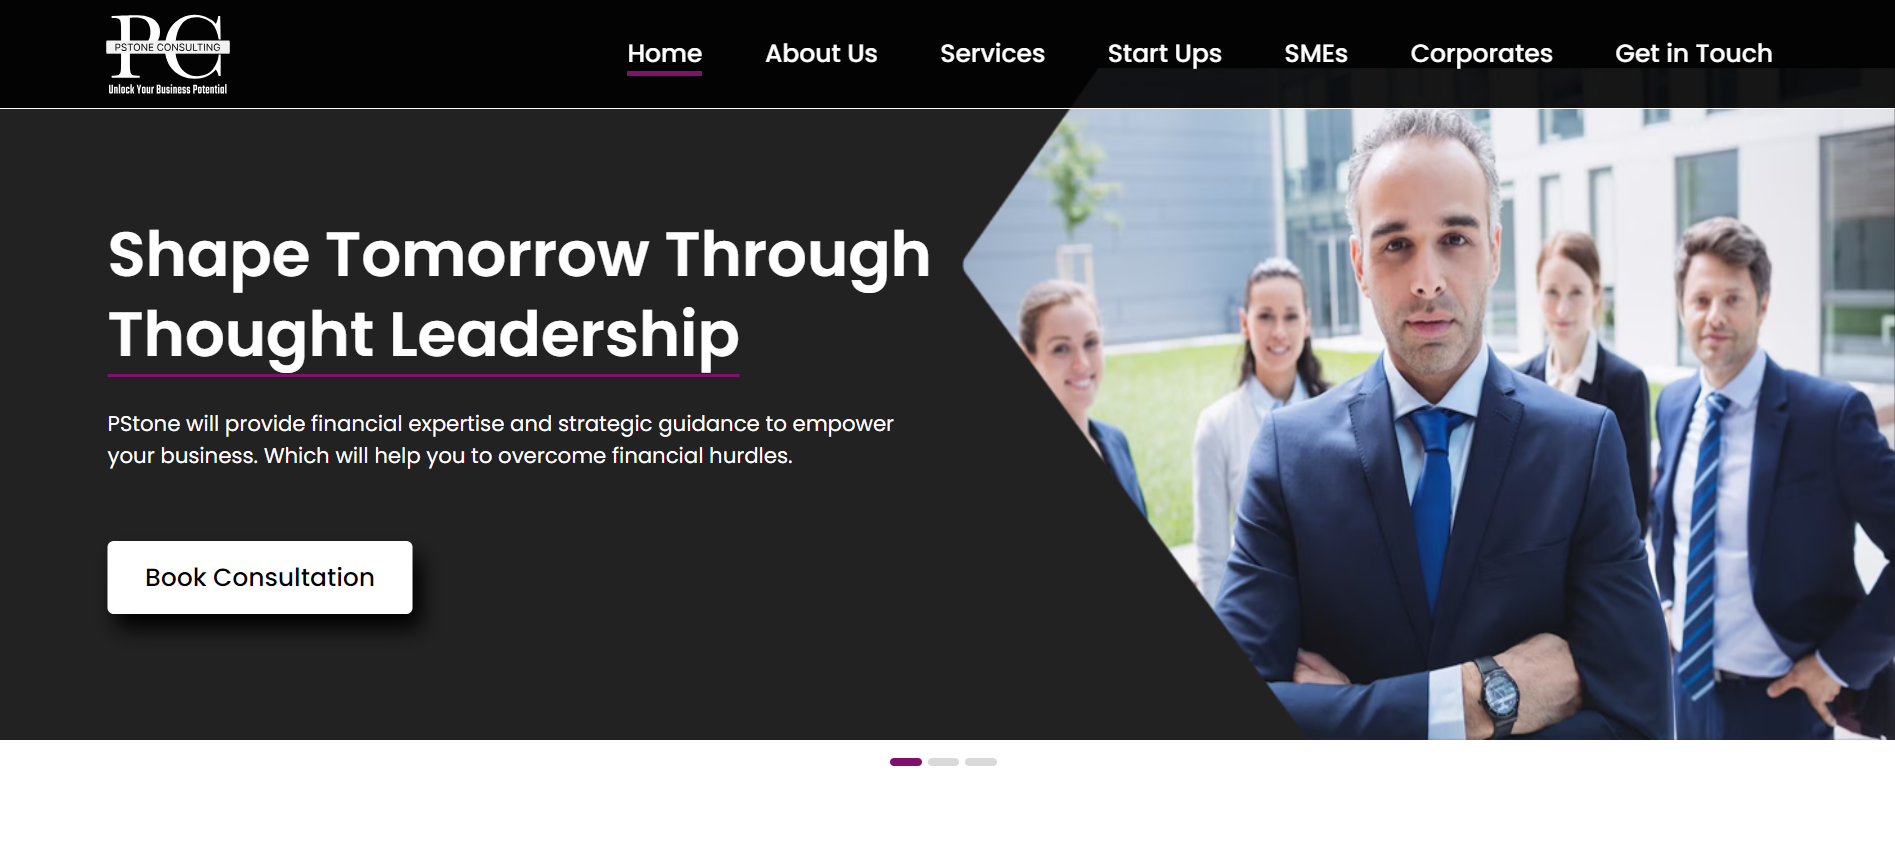 PC
PSTONE CONSULTING
Unlock Your Business Potential
Home About Us Services Start Ups SMEs Corporates Get in Touch
Shape Tomorrow Through
Thought Leadership
PStone will provide financial expertise and strategic guidance to empower
your business. Which will help you to overcome financial hurdles.
Book Consultation